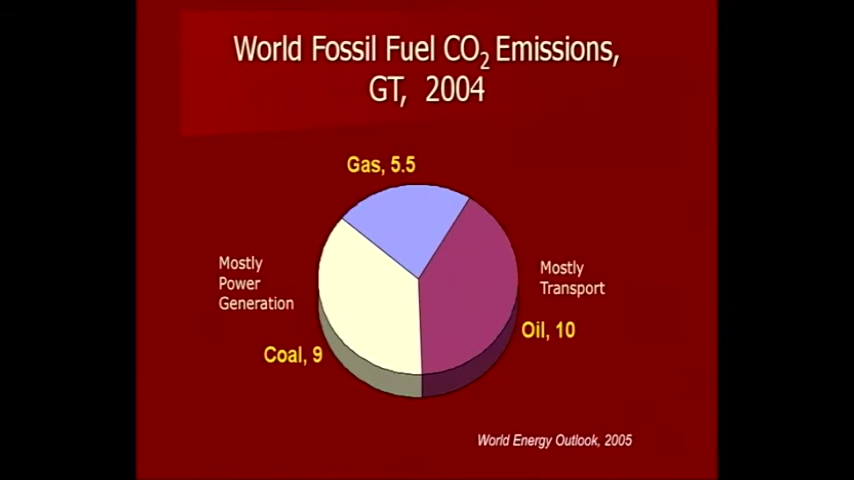 World Fossil Fuel CO₂ Emissions,
GT, 2004
Gas, 5.5
Mostly
Power
Generation
Mostly
Transport
Oil, 10
Coal, 9
World Energy Outlook, 2005